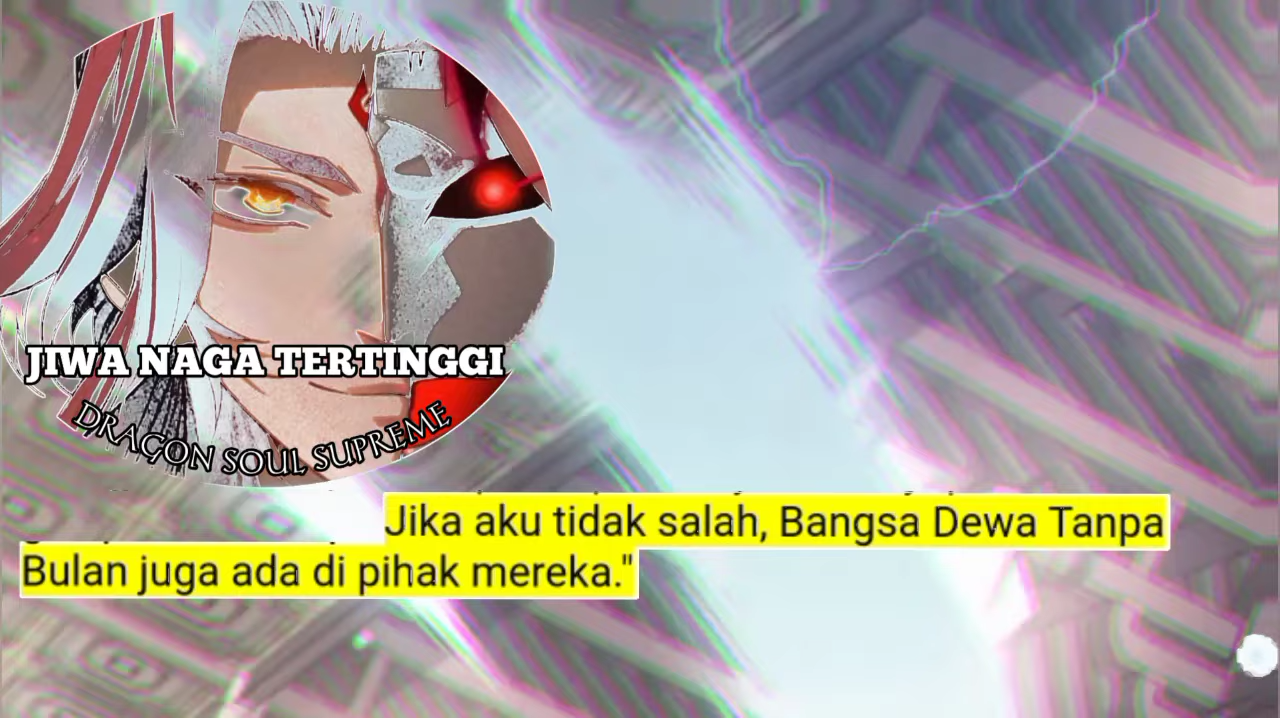 JIWA NAGA TERTINGGI
DRAGON SOUL SUPREME
Jika aku tidak salah, Bangsa Dewa Tanpa
Bulan juga ada di pihak mereka."